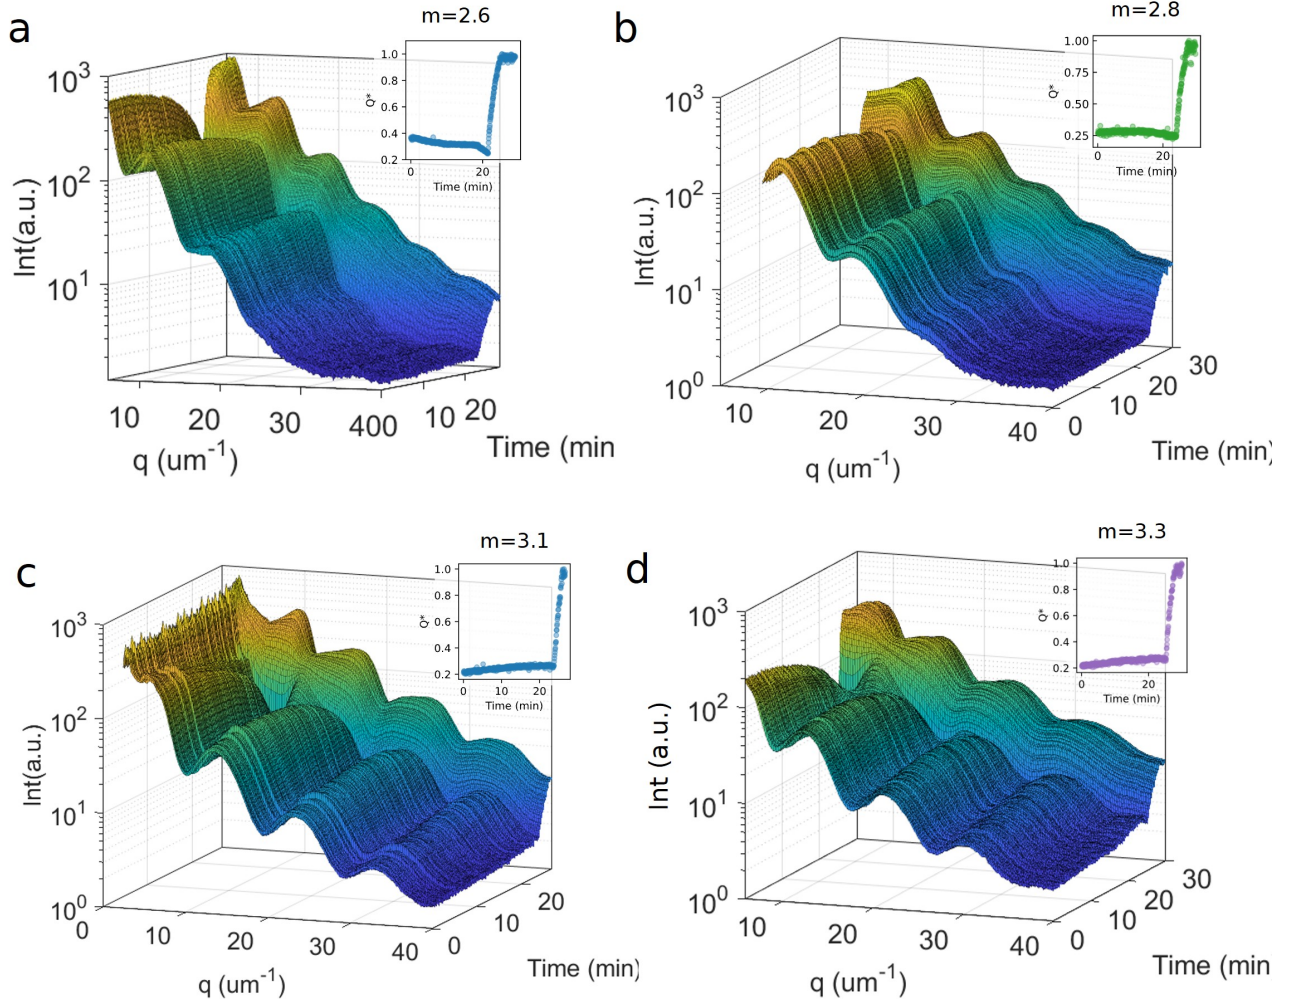 a
m=2.6
10³
10²
10¹
Int(a.u.)
10
20
30
400
10
20
q (um⁻¹)
Time (min
1.0
0.8
0.6
0.4
0.2
Q*
0
20
Time (min)
b
m=2.8
10³
10²
10¹
10⁰
Int(a.u.)
10
20
30
40
0
10
20
30
q (um⁻¹)
Time (min)
1.00
0.75
0.50
0.25
Q*
0
20
Time (min)
c
m=3.1
10³
10²
10¹
10⁰
Int(a.u.)
0
10
20
30
40
0
10
20
q (um⁻¹)
Time (min)
1.0
0.8
0.6
0.4
0.2
Q*
0
10
20
Time (min)
d
m=3.3
10³
10²
10¹
10⁰
Int (a.u.)
10
20
30
40
0
10
20
30
q (um⁻¹)
Time (min
1.0
0.8
0.6
0.4
0.2
Q*
0
20
Time (min)